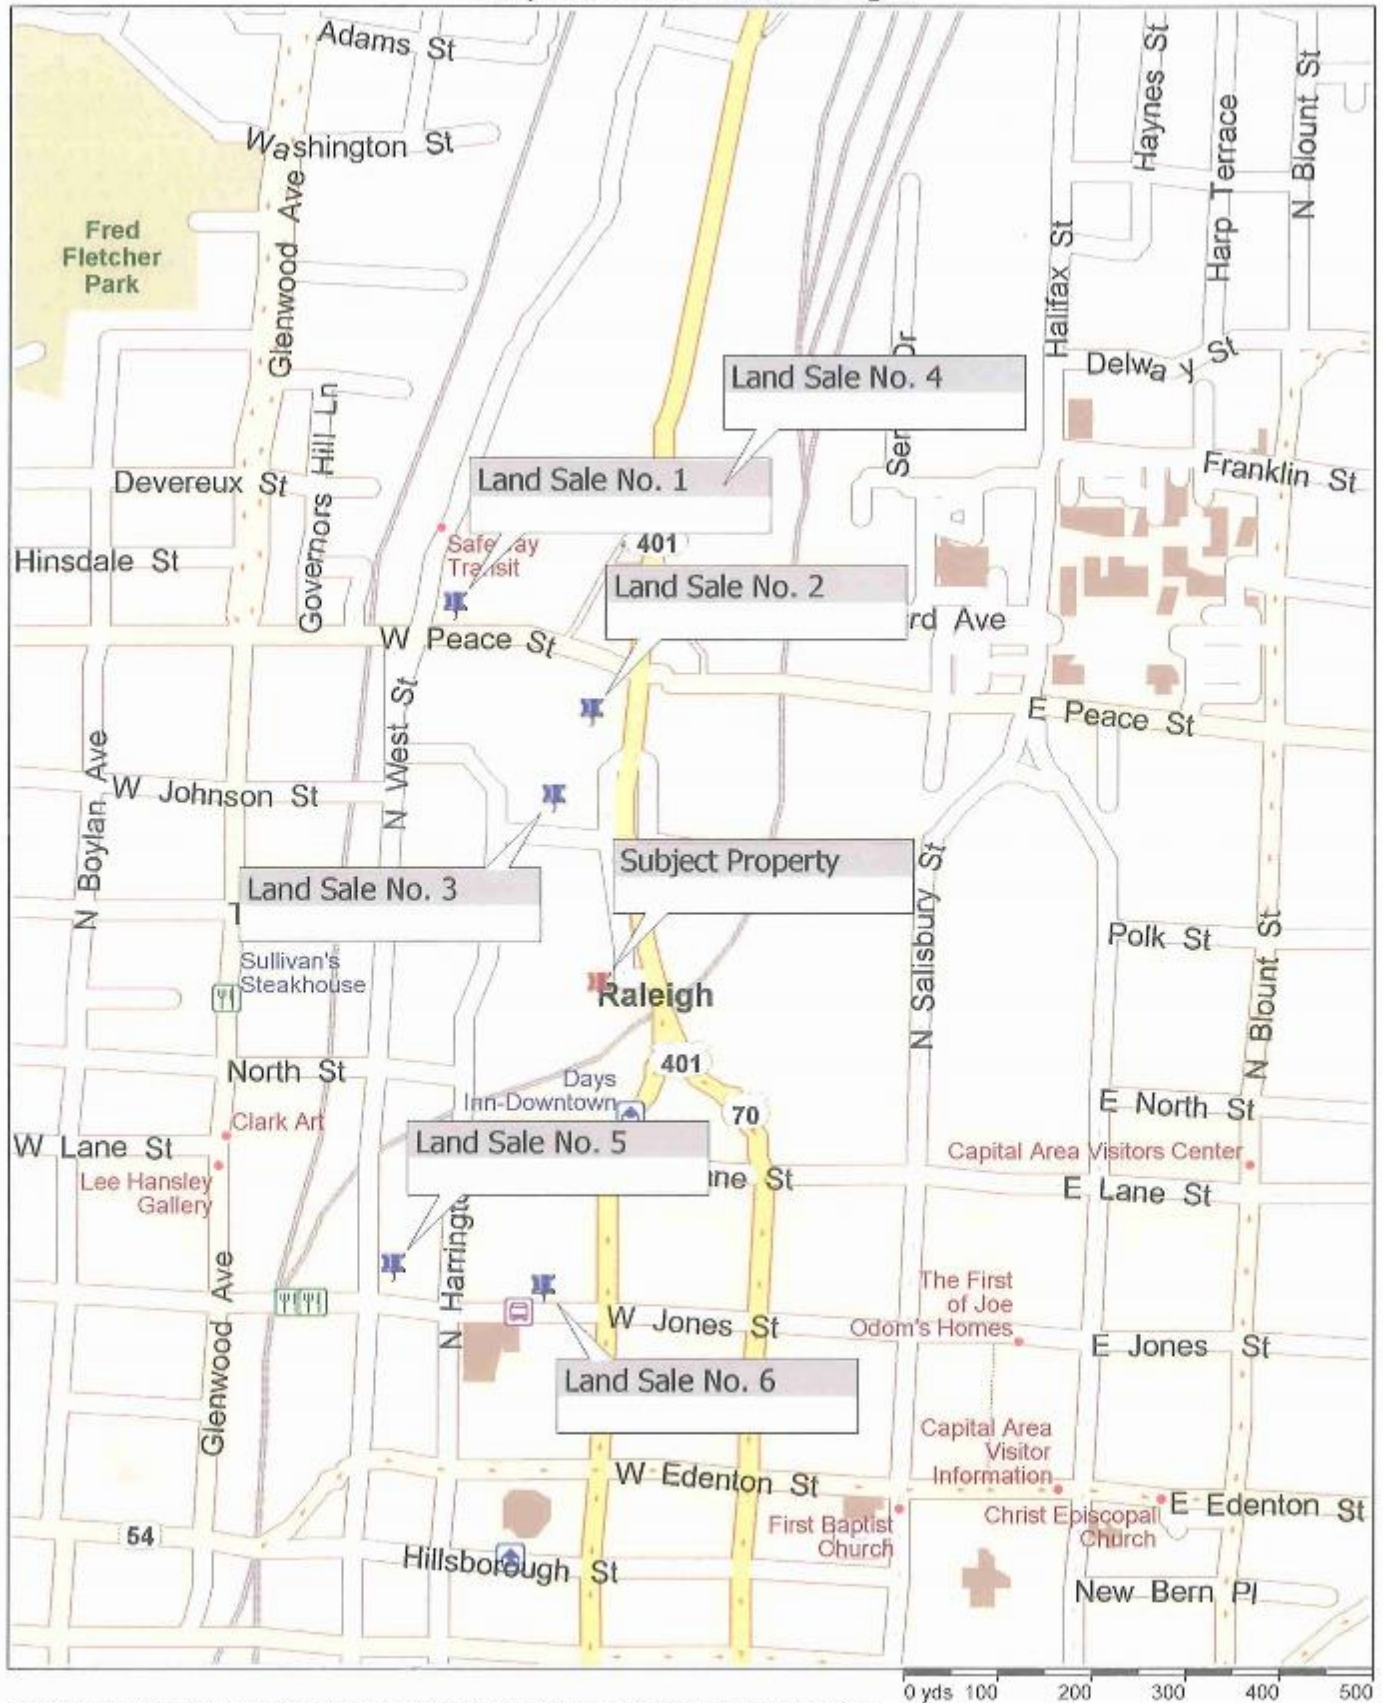 Adams St
Washington St
Haynes St
Harp Terrace
N Blount St
Fred
Fletcher
Park
Glenwood Ave
Halifax St
Delway St
Land Sale No. 4
Governors Hill Ln
Devereux St
Land Sale No. 1
Franklin St
Safe ay
Transit
401
Hinsdale St
Land Sale No. 2
rd Ave
W Peace St
E Peace St
N West St
N Boylan Ave
W Johnson St
Land Sale No. 3
Subject Property
N Salisbury St
Polk St
N Blount St
Sullivan's
Steakhouse
Raleigh
401
North St
Days
Inn-Downtown
70
E North St
Clark Art
W Lane St
Land Sale No. 5
Capital Area Visitors Center
Lee Hansley
Gallery
ne St
E Lane St
N Harringto
Glenwood Ave
The First
of Joe
Odom's Homes
W Jones St
E Jones St
Land Sale No. 6
Capital Area
Visitor
Information
W Edenton St
E Edenton St
First Baptist
Church
Christ Episcopal
Church
54
Hillsborough St
New Bern Pl
0 yds 100 200 300 400 500